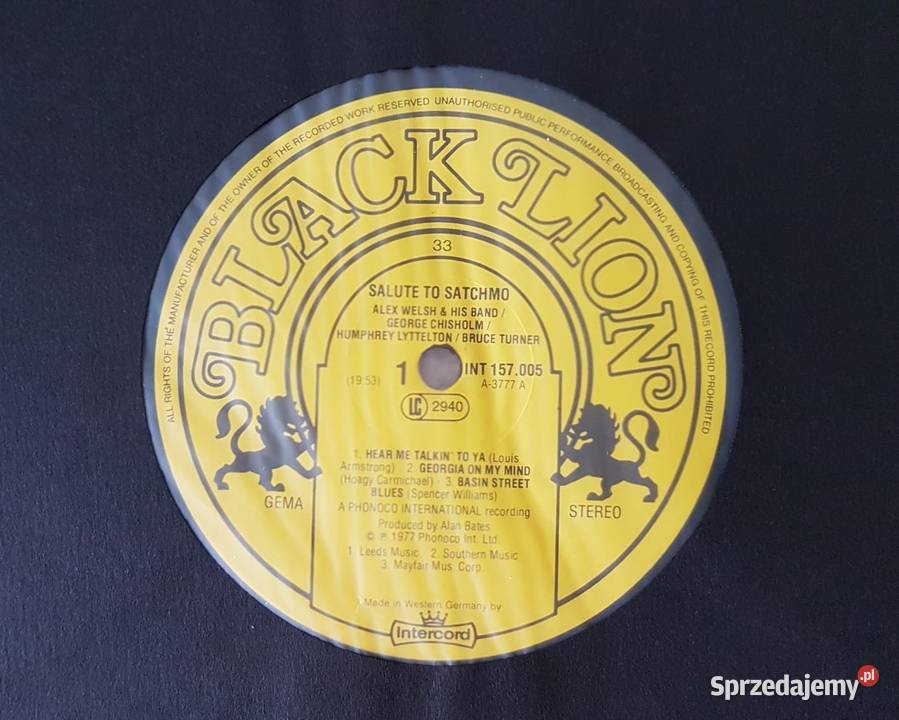 ALL RIGHTS OF THE MANUFACTURER AND OF THE OWNER OF THE RECORDED WORK RESERVED UNAUTHORISED PUBLIC PERFORMANCE BROADCASTING AND COPYING OF THIS RECORD PROHIBITED
BLACK LION
33
SALUTE TO SATCHMO
ALEX WELSH & HIS BAND /
GEORGE CHISHOLM /
HUMPHREY LYTTELTON / BRUCE TURNER
(19.53) 1 INT 157.005
A-3777 A
LC 2940
1. HEAR ME TALKIN' TO YA (Louis
Armstrong) 2. GEORGIA ON MY MIND
(Hoagy Carmichael) · 3. BASIN STREET
BLUES (Spencer Williams)
A PHONOCO INTERNATIONAL recording
Produced by Alan Bates
© ℗ 1977 Phonoco Int. Ltd.
1. Leeds Music 2. Southern Music
3. Mayfair Mus. Corp.
GEMA
STEREO
Made in Western Germany by
Intercord
Sprzedajemy.pl